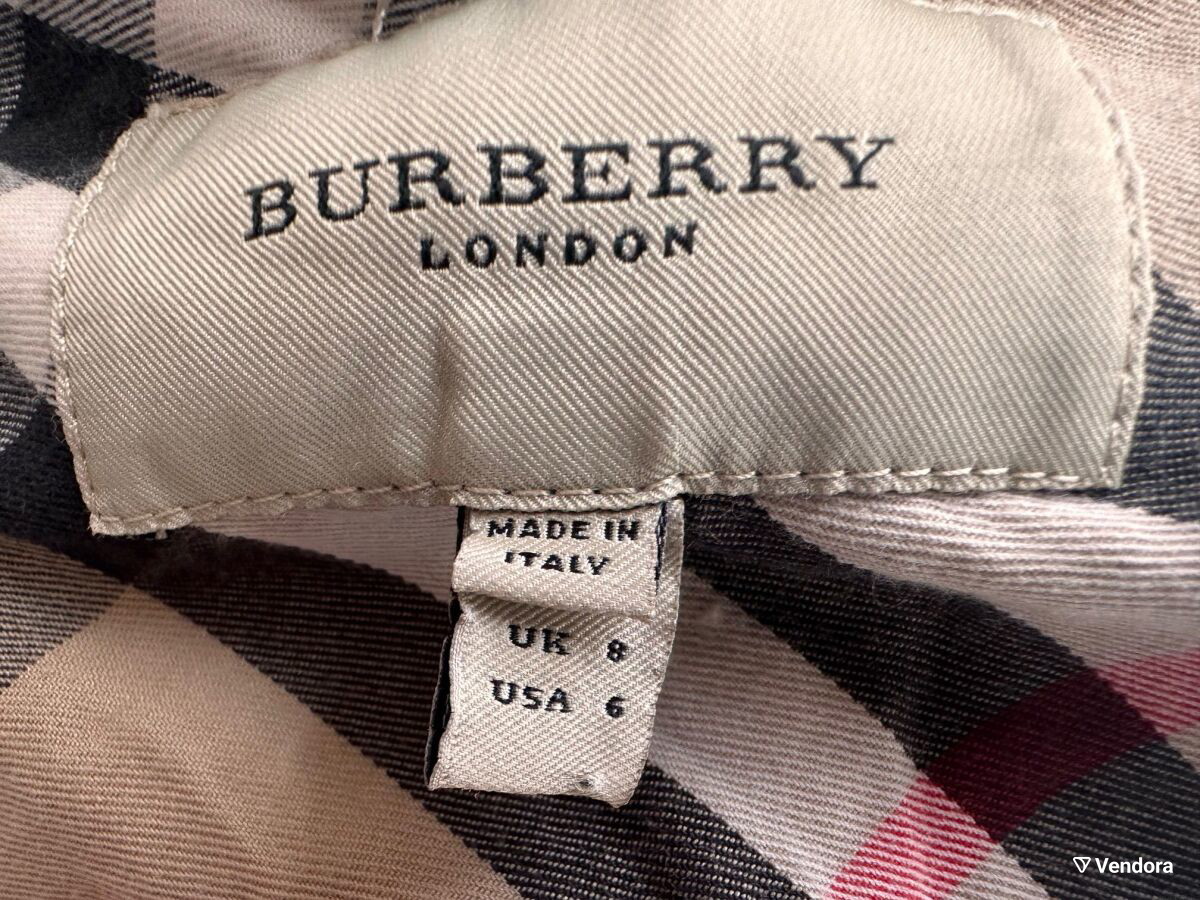 BURBERRY
LONDON
MADE IN
ITALY
UK 8
USA 6
Vendora